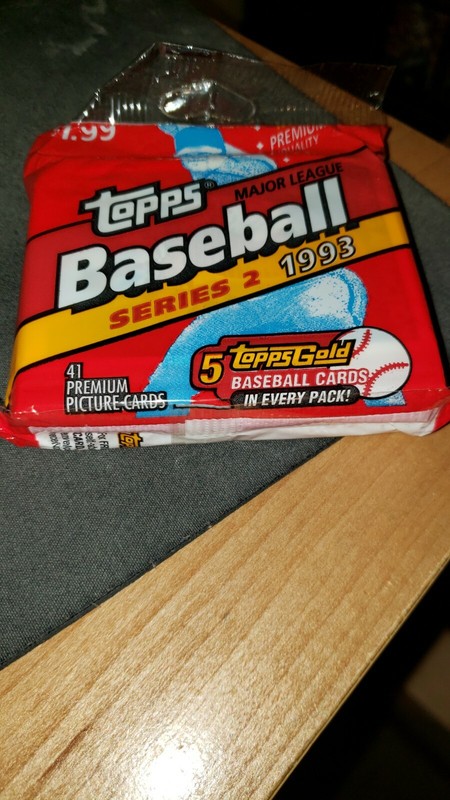 1.99
PREMIUM
QUALITY
Topps®
MAJOR LEAGUE
Baseball
SERIES 2 1993
41
PREMIUM
PICTURE CARDS
5 ToppsGold
BASEBALL CARDS
IN EVERY PACK!